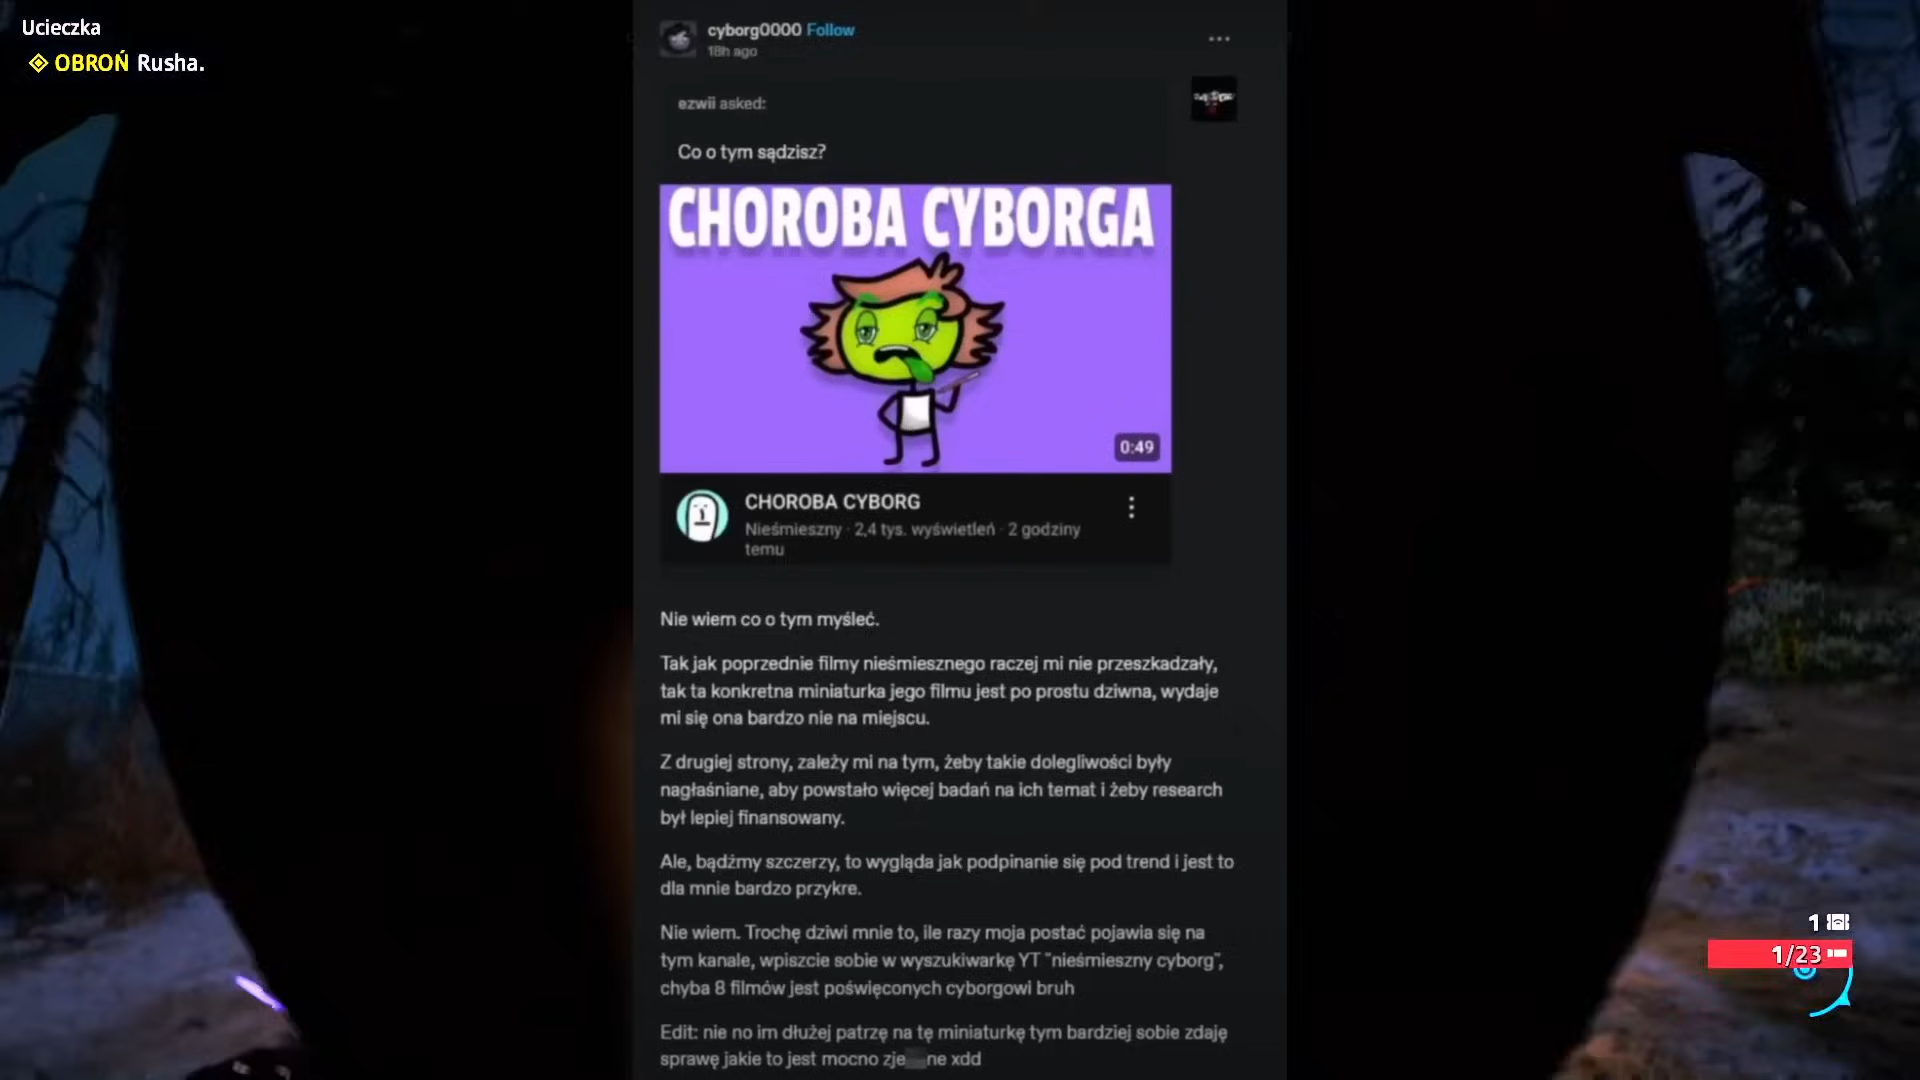 Ucieczka
OBROŃ Rusha.
cyborg0000 Follow
18h ago
ezwii asked:
Co o tym sądzisz?
CHOROBA CYBORGA
0:49
CHOROBA CYBORG
Nieśmieszny · 2,4 tys. wyświetleń · 2 godziny
temu
Nie wiem co o tym myśleć.
Tak jak poprzednie filmy nieśmiesznego raczej mi nie przeszkadzały,
tak ta konkretna miniaturka jego filmu jest po prostu dziwna, wydaje
mi się ona bardzo nie na miejscu.
Z drugiej strony, zależy mi na tym, żeby takie dolegliwości były
nagłaśniane, aby powstało więcej badań na ich temat i żeby research
był lepiej finansowany.
Ale, bądźmy szczerzy, to wygląda jak podpinanie się pod trend i jest to
dla mnie bardzo przykre.
Nie wiem. Trochę dziwi mnie to, ile razy moja postać pojawia się na
tym kanale, wpiszcie sobie w wyszukiwarkę YT "nieśmieszny cyborg",
chyba 8 filmów jest poświęconych cyborgowi bruh
Edit: nie no im dłużej patrzę na tę miniaturkę tym bardziej sobie zdaję
sprawę jakie to jest mocno zje ne xdd
1
1/23